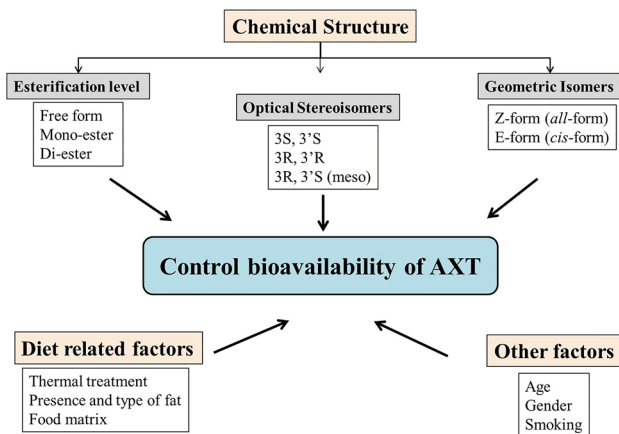 Chemical Structure
Esterification level
Free form
Mono-ester
Di-ester
Optical Stereoisomers
3S, 3’S
3R, 3’R
3R, 3’S (meso)
Geometric Isomers
Z-form (all-form)
E-form (cis-form)
Control bioavailability of AXT
Diet related factors
Thermal treatment
Presence and type of fat
Food matrix
Other factors
Age
Gender
Smoking